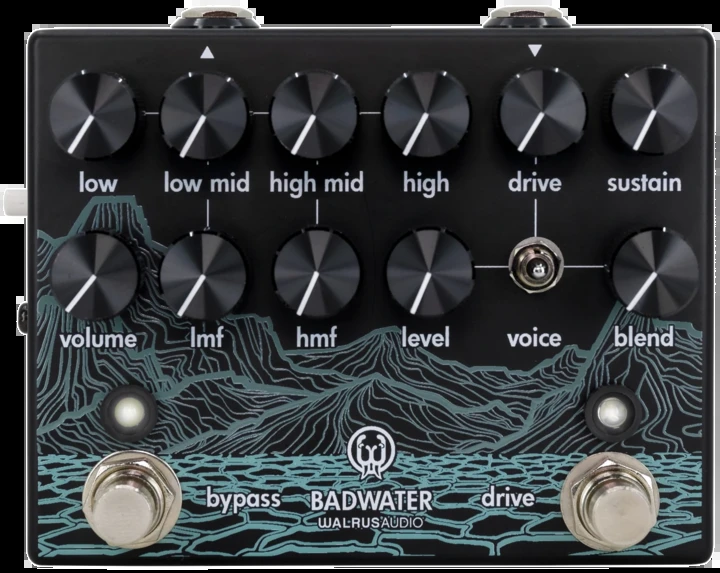 low low mid high mid high drive sustain
volume lmf hmf level voice blend
bypass BADWATER drive
WALRUSAUDIO